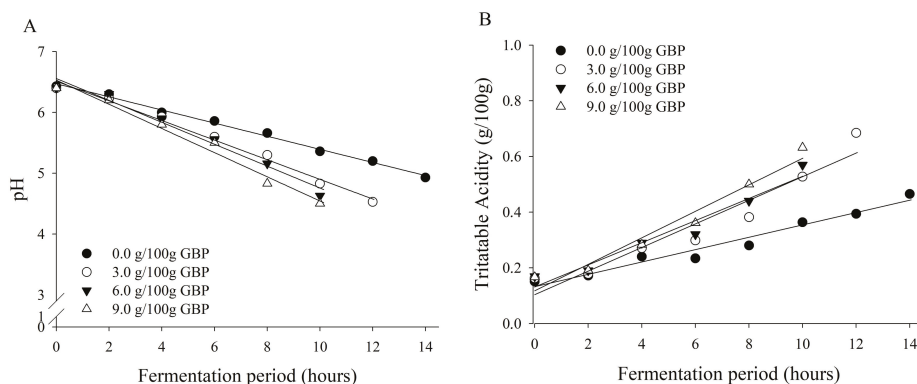 A
7
6
5
4
3
1
0
pH
0.0 g/100g GBP
3.0 g/100g GBP
6.0 g/100g GBP
9.0 g/100g GBP
0 2 4 6 8 10 12 14
Fermentation period (hours)
B
1.0
0.8
0.6
0.4
0.2
0.0
Tritatable Acidity (g/100g)
0.0 g/100g GBP
3.0 g/100g GBP
6.0 g/100g GBP
9.0 g/100g GBP
0 2 4 6 8 10 12 14
Fermentation period (hours)